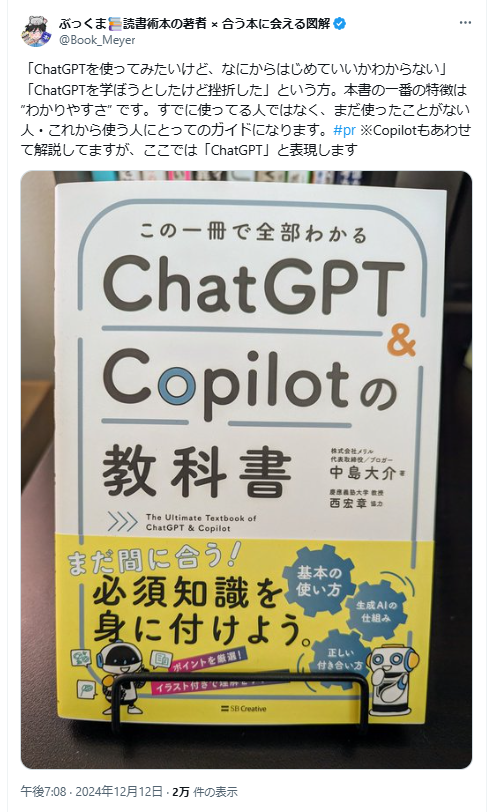 ぶっくま📚読書術本の著者 × 合う本に会える図解
@Book_Meyer
「ChatGPTを使ってみたいけど、なにからはじめていいかわからない」
「ChatGPTを学ぼうとしたけど挫折した」という方。本書の一番の特徴は
”わかりやすさ” です。すでに使ってる人ではなく、まだ使ったことがない
人・これから使う人にとってのガイドになります。#pr ※Copilotもあわせ
て解説してますが、ここでは「ChatGPT」と表現します
この一冊で全部わかる
ChatGPT
&
Copilotの
教科書
株式会社メリル
代表取締役／ブロガー
中島大介 著
慶應義塾大学 教授
西宏章 協力
The Ultimate Textbook of
ChatGPT & Copilot
まだ間に合う！
必須知識を
身に付けよう。
基本の
使い方
生成AIの
仕組み
正しい
付き合い方
ポイントを厳選！
イラスト付きで理解
SB Creative
午後7:08 · 2024年12月12日 · 2万 件の表示